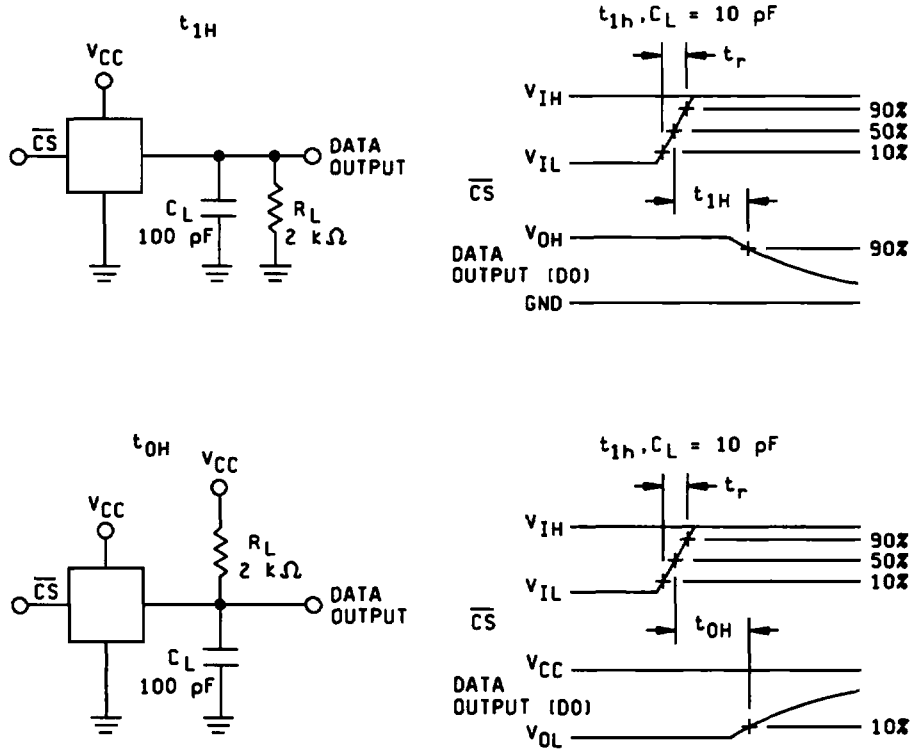 t1H
VCC
CS
DATA
OUTPUT
CL
100 pF
RL
2 kΩ
t1h, CL = 10 pF
tr
VIH
90%
50%
VIL
10%
CS
t1H
VOH
90%
DATA
OUTPUT (DO)
GND
t0H
VCC
VCC
RL
2 kΩ
CS
DATA
OUTPUT
CL
100 pF
t1h, CL = 10 pF
tr
VIH
90%
50%
VIL
10%
CS
t0H
VCC
DATA
OUTPUT (DO)
VOL
10%